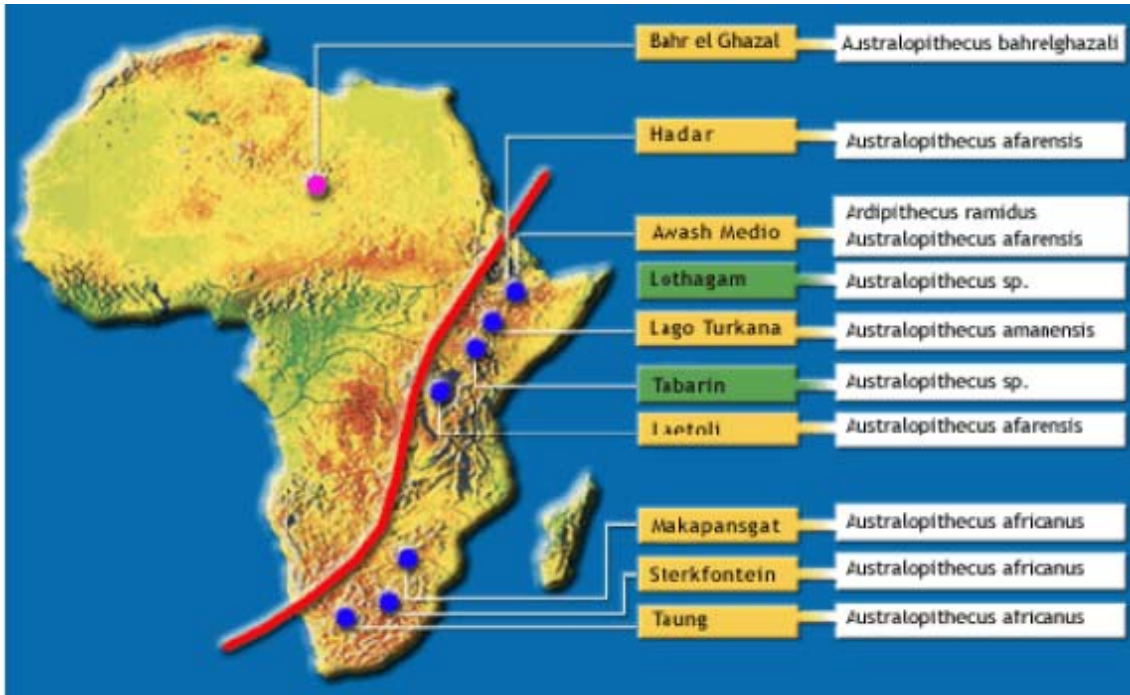 Bahr el Ghazal
Australopithecus bahrelghazali
Hadar
Australopithecus afarensis
Awash Medio
Ardipithecus ramidus
Australopithecus afarensis
Lothagam
Australopithecus sp.
Lago Turkana
Australopithecus amanensis
Tabarin
Australopithecus sp.
Laetoli
Australopithecus afarensis
Makapansgat
Australopithecus africanus
Sterkfontein
Australopithecus africanus
Taung
Australopithecus africanus